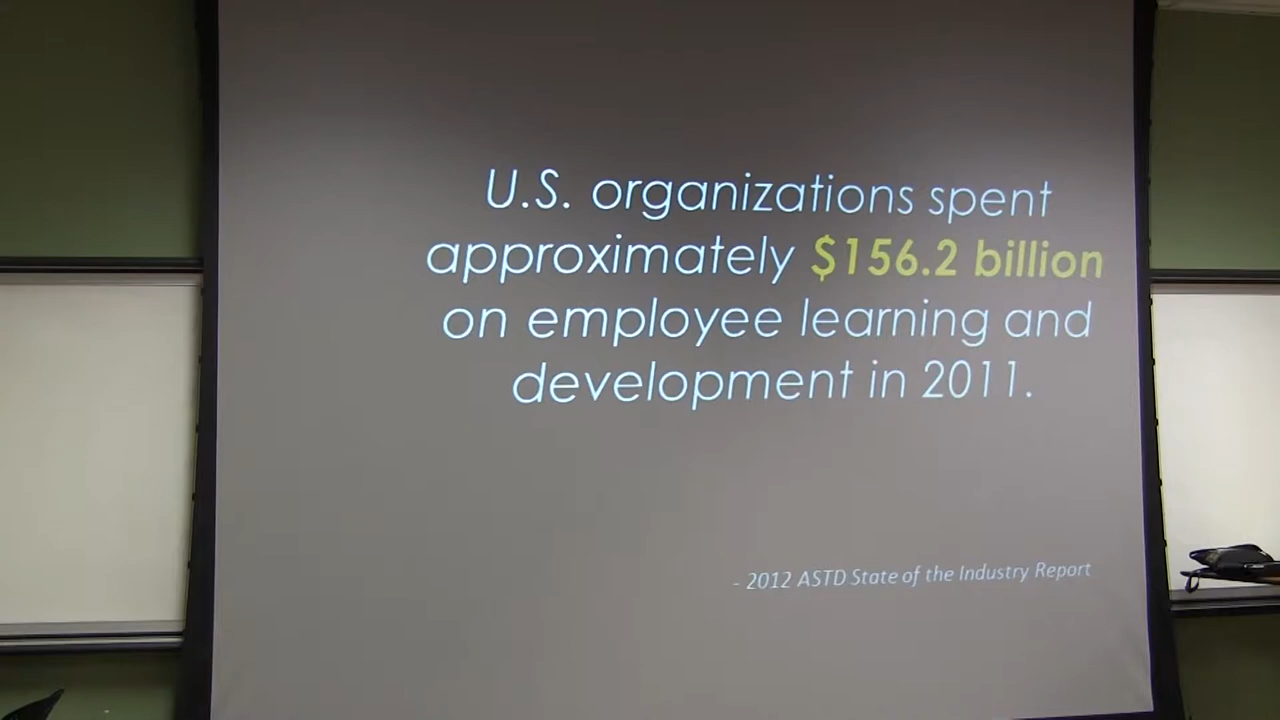 U.S. organizations spent
approximately $156.2 billion
on employee learning and
development in 2011.
- 2012 ASTD State of the Industry Report